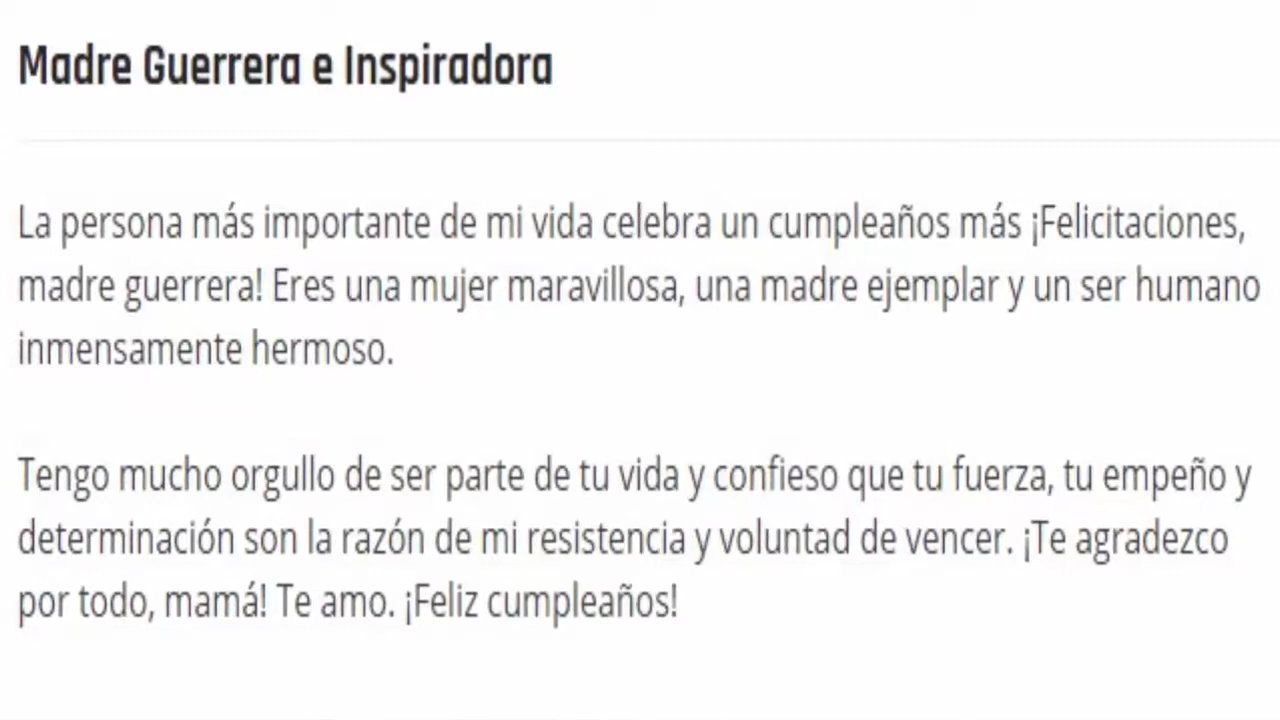 Madre Guerrera e Inspiradora
La persona más importante de mi vida celebra un cumpleaños más ¡Felicitaciones,
madre guerrera! Eres una mujer maravillosa, una madre ejemplar y un ser humano
inmensamente hermoso.
Tengo mucho orgullo de ser parte de tu vida y confieso que tu fuerza, tu empeño y
determinación son la razón de mi resistencia y voluntad de vencer. ¡Te agradezco
por todo, mamá! Te amo. ¡Feliz cumpleaños!